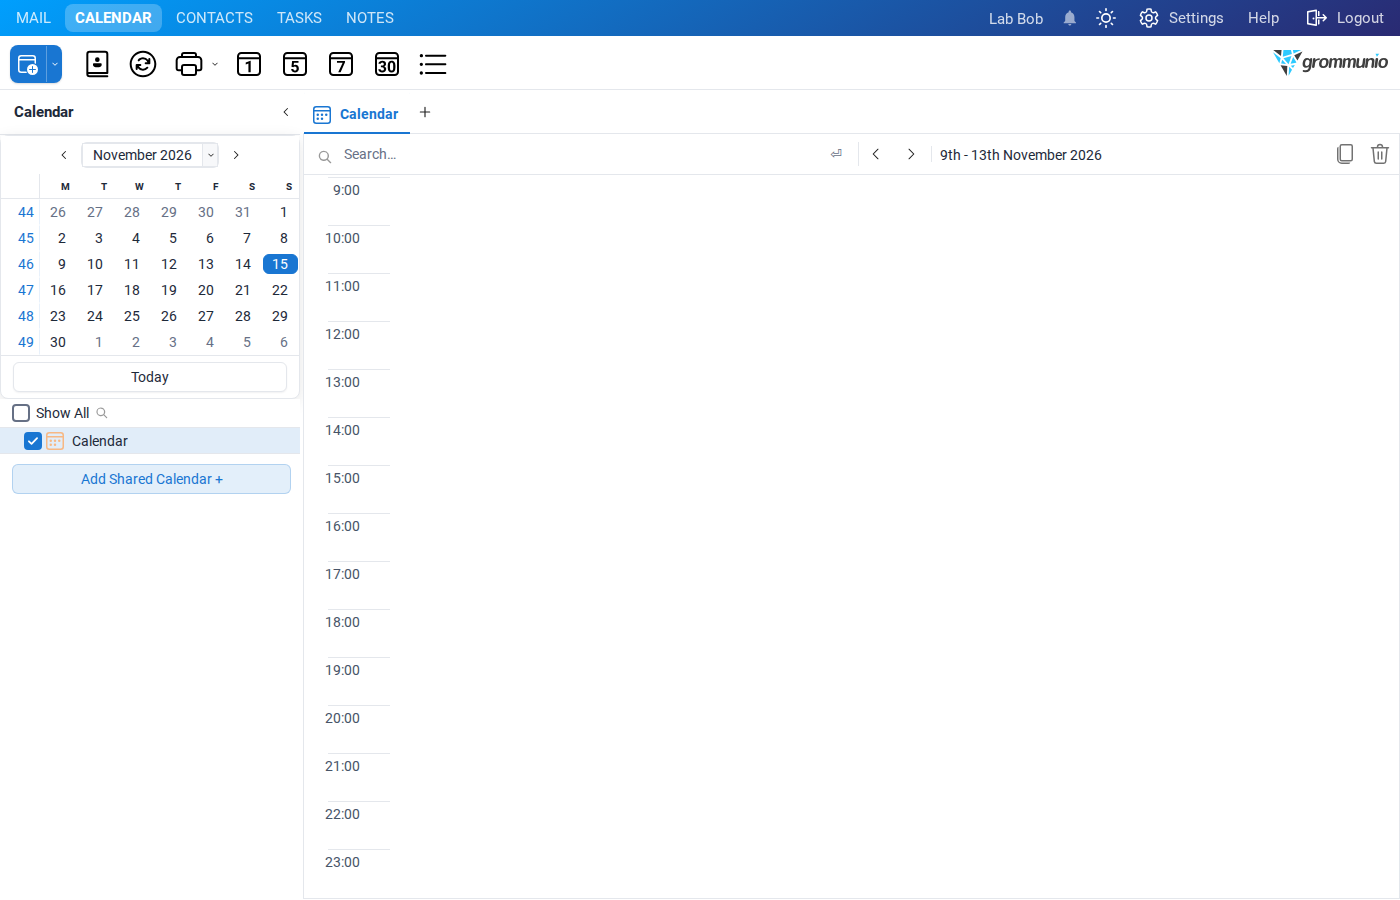 MAIL CALENDAR CONTACTS TASKS NOTES Lab Bob Settings Help Logout
1 5 7 30 grommunio
Calendar
Calendar +
November 2026
Search... 9th - 13th November 2026
M T W T F S S
44 26 27 28 29 30 31 1
45 2 3 4 5 6 7 8
46 9 10 11 12 13 14 15
47 16 17 18 19 20 21 22
48 23 24 25 26 27 28 29
49 30 1 2 3 4 5 6
Today
Show All
Calendar
Add Shared Calendar +
9:00
10:00
11:00
12:00
13:00
14:00
15:00
16:00
17:00
18:00
19:00
20:00
21:00
22:00
23:00